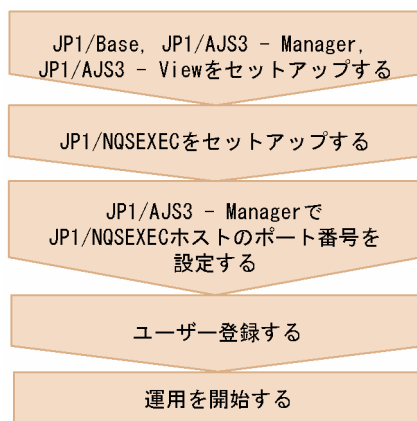 JP1/Base, JP1/AJS3 - Manager,
JP1/AJS3 - Viewをセットアップする
JP1/NQSEXECをセットアップする
JP1/AJS3 - Managerで
JP1/NQSEXECホストのポート番号を
設定する
ユーザー登録する
運用を開始する